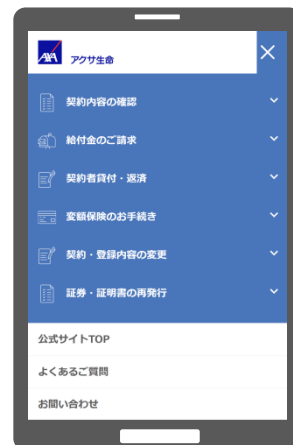 AXA アクサ生命
契約内容の確認
給付金のご請求
契約者貸付・返済
変額保険のお手続き
契約・登録内容の変更
証券・証明書の再発行
公式サイトTOP
よくあるご質問
お問い合わせ